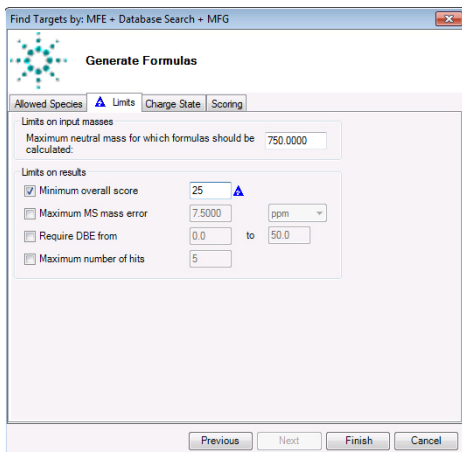 Find Targets by: MFE + Database Search + MFG
Generate Formulas
Allowed Species Limits Charge State Scoring
Limits on input masses
Maximum neutral mass for which formulas should be
calculated: 750.0000
Limits on results
Minimum overall score 25
Maximum MS mass error 7.5000 ppm
Require DBE from 0.0 to 50.0
Maximum number of hits 5
Previous Next Finish Cancel